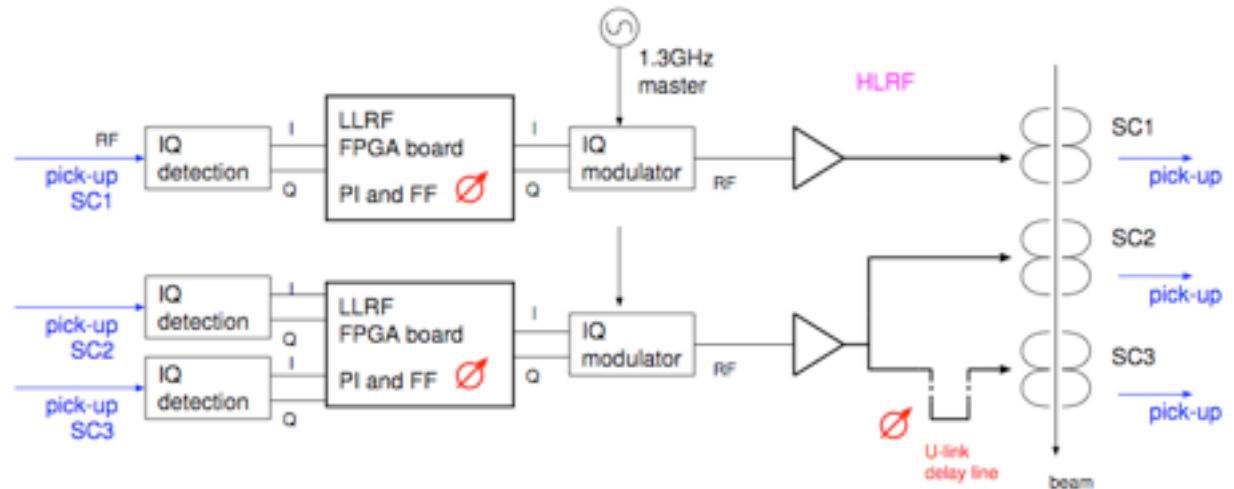 1.3GHz
master
HLRF
RF
pick-up
SC1
IQ
detection
I
Q
LLRF
FPGA board
PI and FF
I
Q
IQ
modulator
RF
SC1
pick-up
SC2
pick-up
pick-up
SC2
IQ
detection
I
Q
pick-up
SC3
IQ
detection
I
Q
LLRF
FPGA board
PI and FF
I
Q
IQ
modulator
RF
SC3
pick-up
U-link
delay line
beam